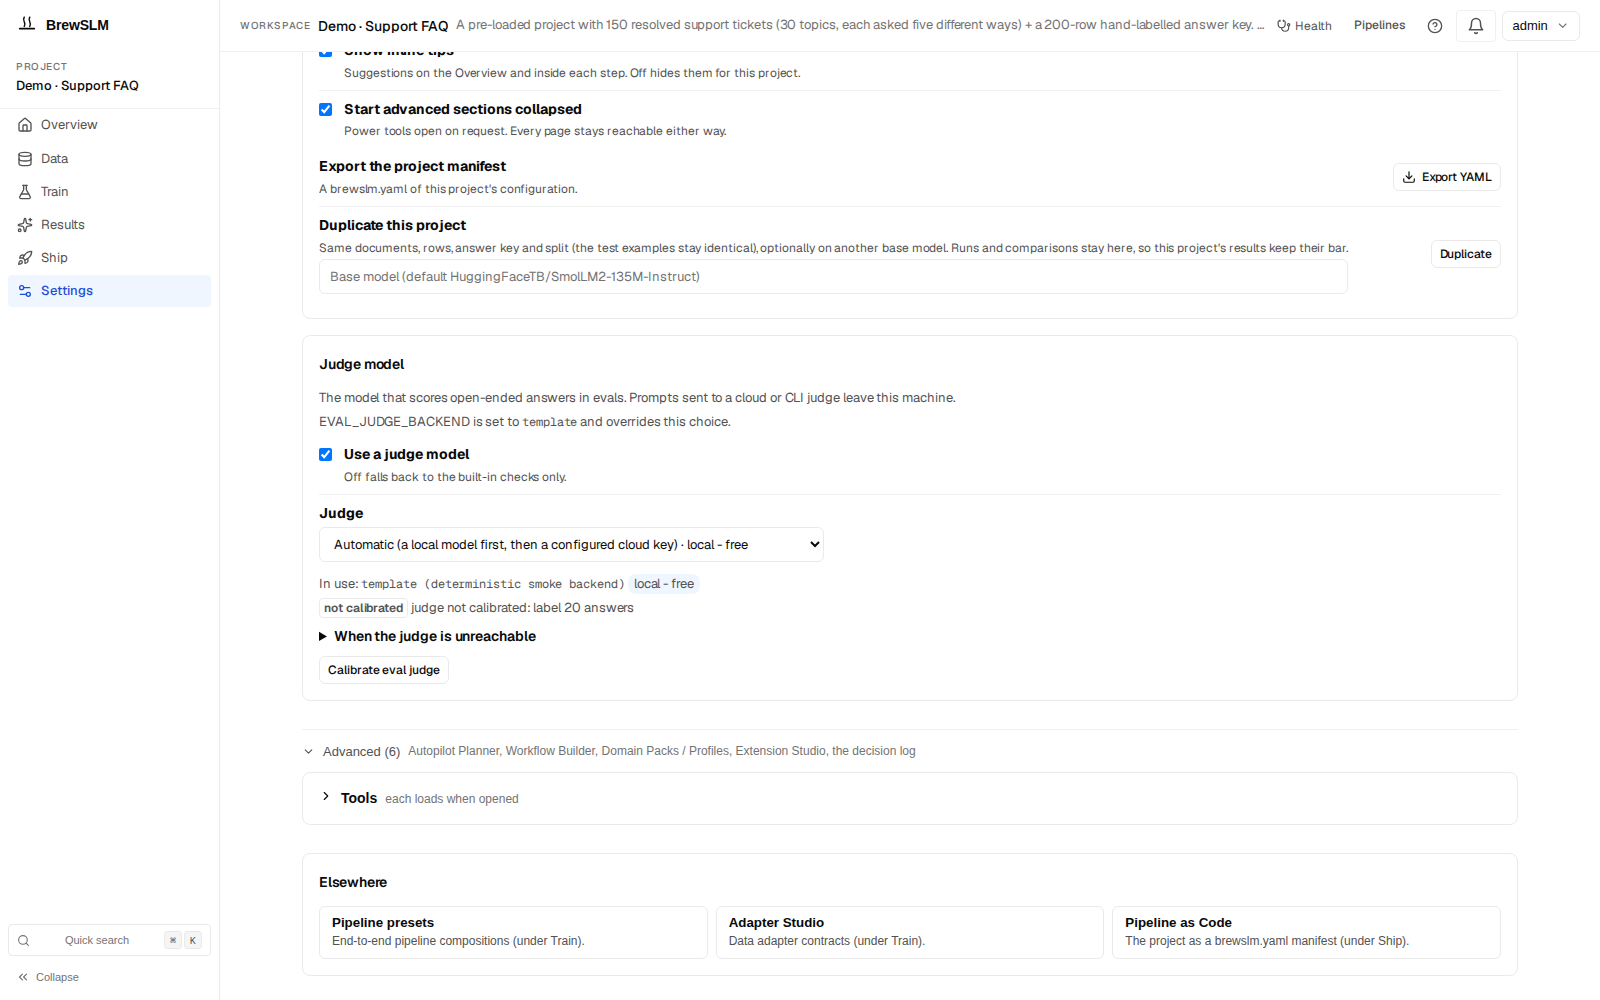 BrewSLM
PROJECT
Demo · Support FAQ
Overview
Data
Train
Results
Ship
Settings
Quick search ⌘ K
Collapse
WORKSPACE Demo · Support FAQ A pre-loaded project with 150 resolved support tickets (30 topics, each asked five different ways) + a 200-row hand-labelled answer key. ... Health Pipelines admin
Show inline tips
Suggestions on the Overview and inside each step. Off hides them for this project.
Start advanced sections collapsed
Power tools open on request. Every page stays reachable either way.
Export the project manifest
A brewslm.yaml of this project's configuration.
Export YAML
Duplicate this project
Same documents, rows, answer key and split (the test examples stay identical), optionally on another base model. Runs and comparisons stay here, so this project's results keep their bar.
Base model (default HuggingFaceTB/SmolLM2-135M-Instruct)
Duplicate
Judge model
The model that scores open-ended answers in evals. Prompts sent to a cloud or CLI judge leave this machine.
EVAL_JUDGE_BACKEND is set to template and overrides this choice.
Use a judge model
Off falls back to the built-in checks only.
Judge
Automatic (a local model first, then a configured cloud key) · local - free
In use: template (deterministic smoke backend) local - free
not calibrated judge not calibrated: label 20 answers
When the judge is unreachable
Calibrate eval judge
Advanced (6) Autopilot Planner, Workflow Builder, Domain Packs / Profiles, Extension Studio, the decision log
Tools each loads when opened
Elsewhere
Pipeline presets
End-to-end pipeline compositions (under Train).
Adapter Studio
Data adapter contracts (under Train).
Pipeline as Code
The project as a brewslm.yaml manifest (under Ship).